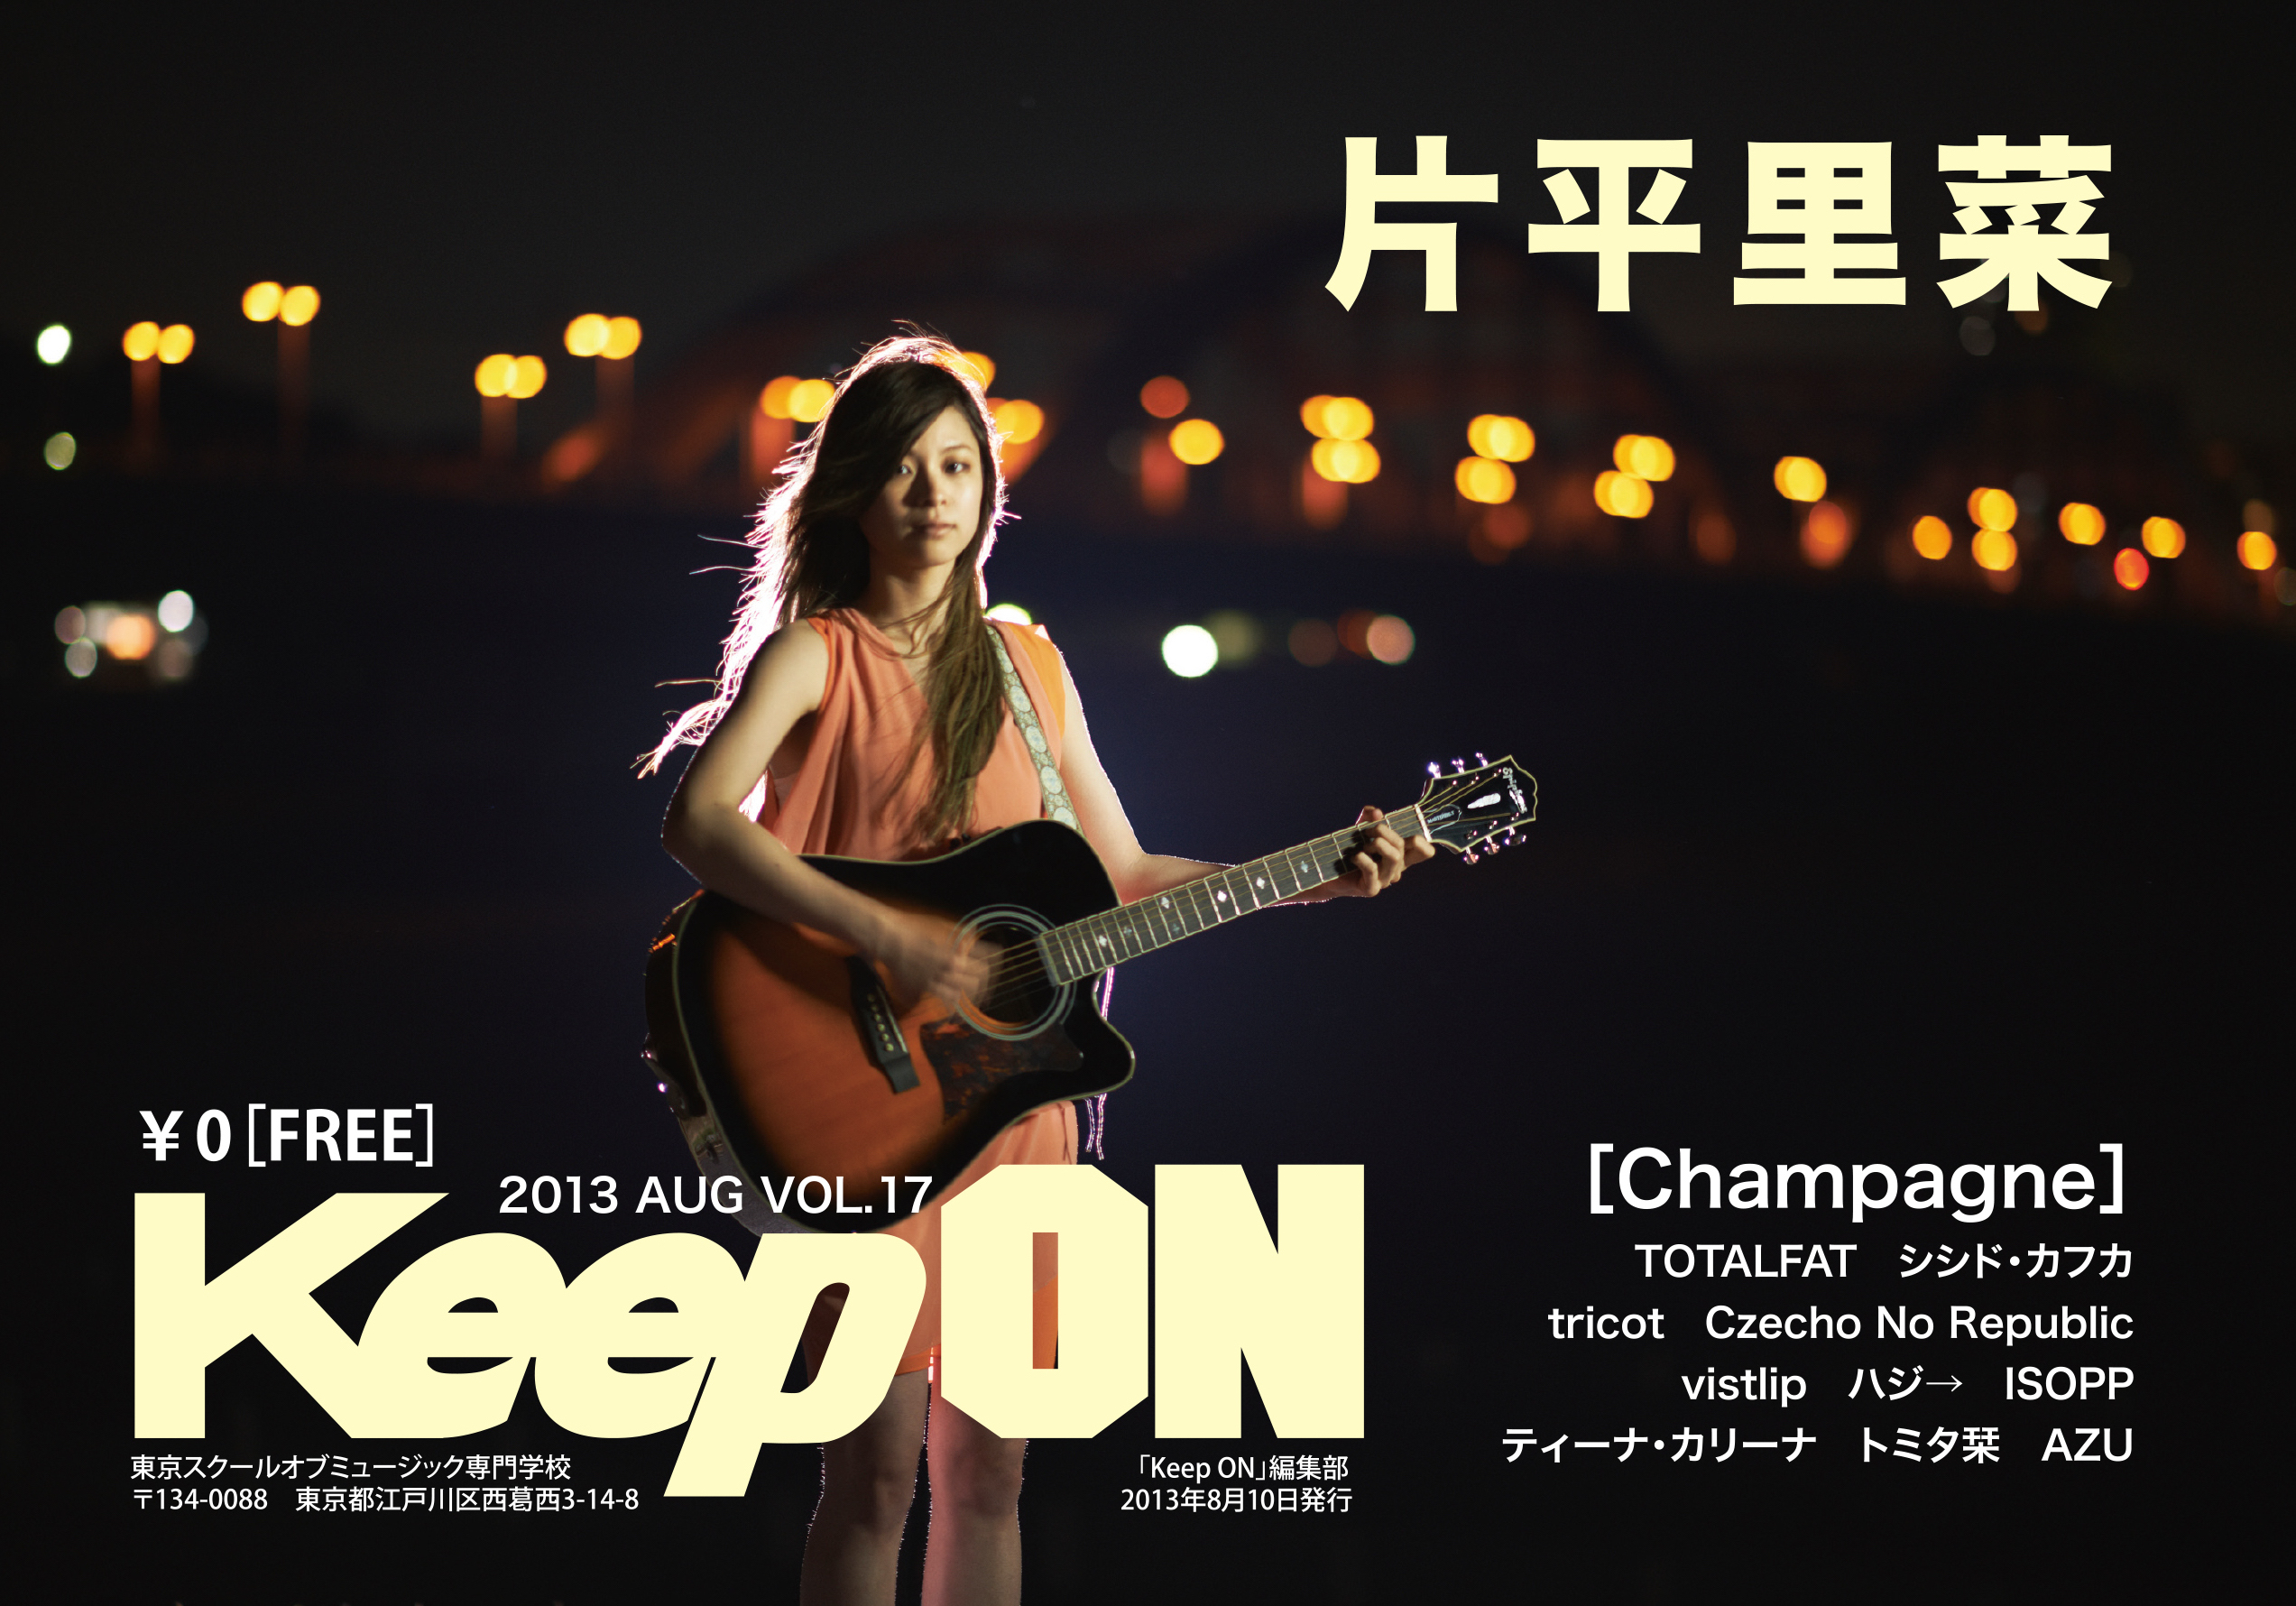 片平里菜
¥0[FREE]
2013 AUG VOL.17
Keep ON
東京スクールオブミュージック専門学校
〒134-0088　東京都江戸川区西葛西3-14-8
「Keep ON」編集部
2013年8月10日発行
[Champagne]
TOTALFAT　シシド・カフカ
tricot　Czecho No Republic
vistlip　ハジ→　ISOPP
ティーナ・カリーナ　トミタ栞　AZU